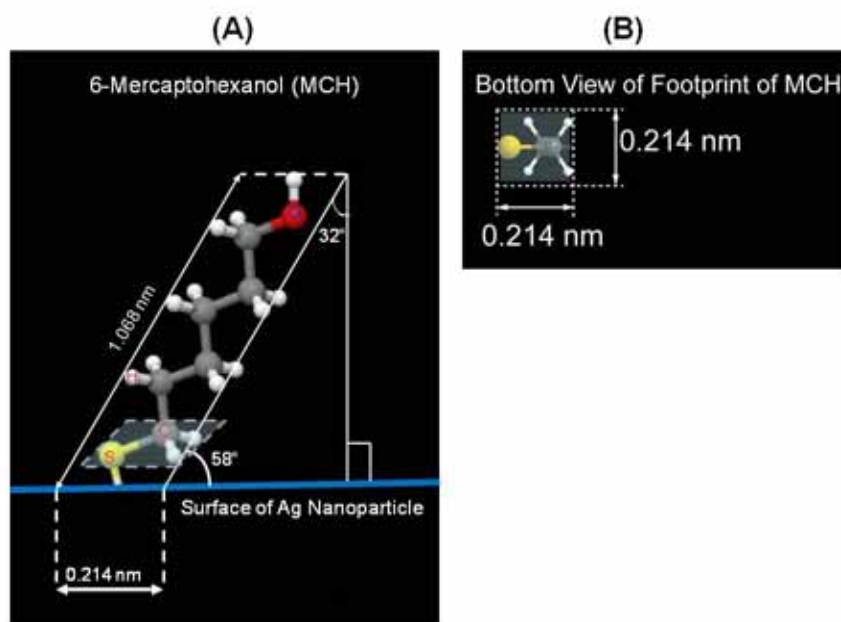 (A)
6-Mercaptohexanol (MCH)
32°
1.068 nm
H
C
S
58°
Surface of Ag Nanoparticle
0.214 nm
(B)
Bottom View of Footprint of MCH
0.214 nm
0.214 nm